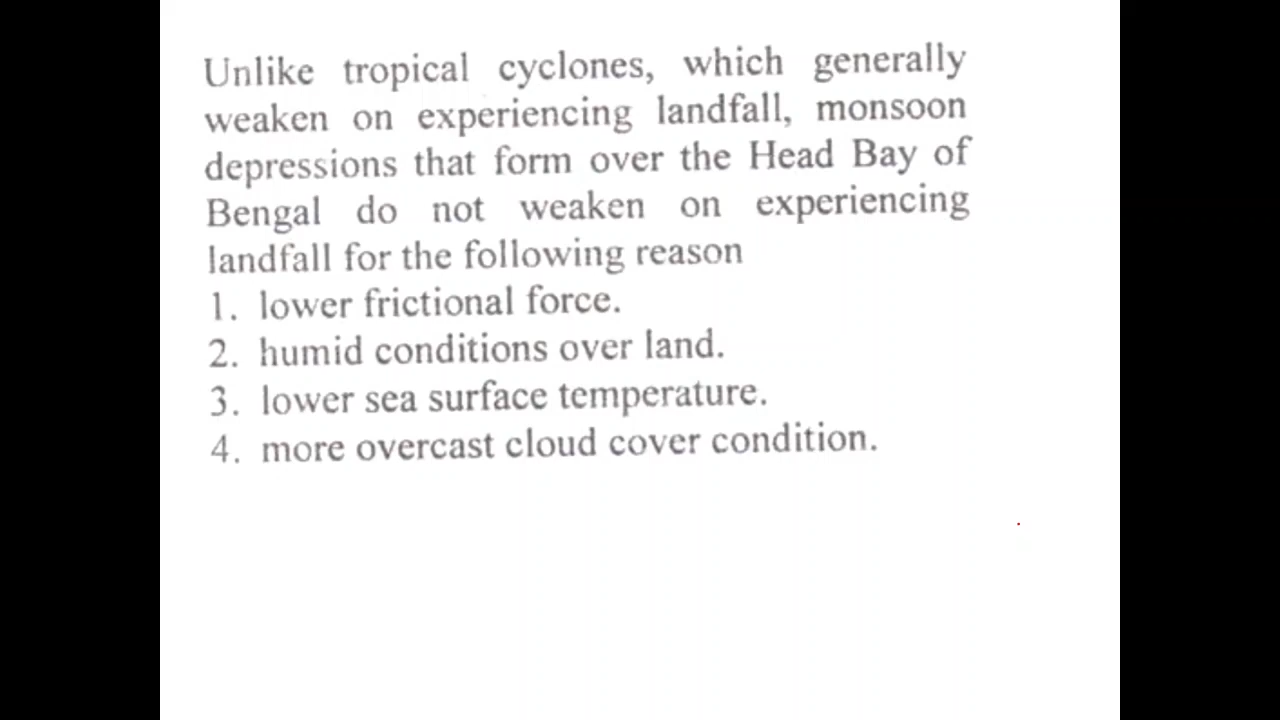 Unlike tropical cyclones, which generally
weaken on experiencing landfall, monsoon
depressions that form over the Head Bay of
Bengal do not weaken on experiencing
landfall for the following reason
1. lower frictional force.
2. humid conditions over land.
3. lower sea surface temperature.
4. more overcast cloud cover condition.